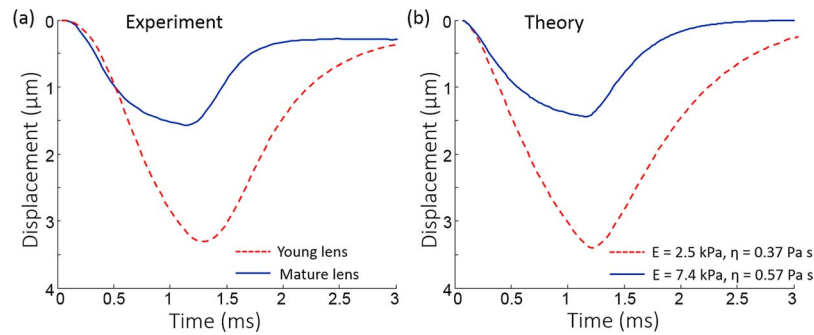 (a) Experiment
0
1
2
3
4
Displacement (μm)
Young lens
Mature lens
0 0.5 1 1.5 2 2.5 3
Time (ms)
(b) Theory
0
1
2
3
4
Displacement (μm)
E = 2.5 kPa, η = 0.37 Pa s
E = 7.4 kPa, η = 0.57 Pa s
0 0.5 1 1.5 2 2.5 3
Time (ms)